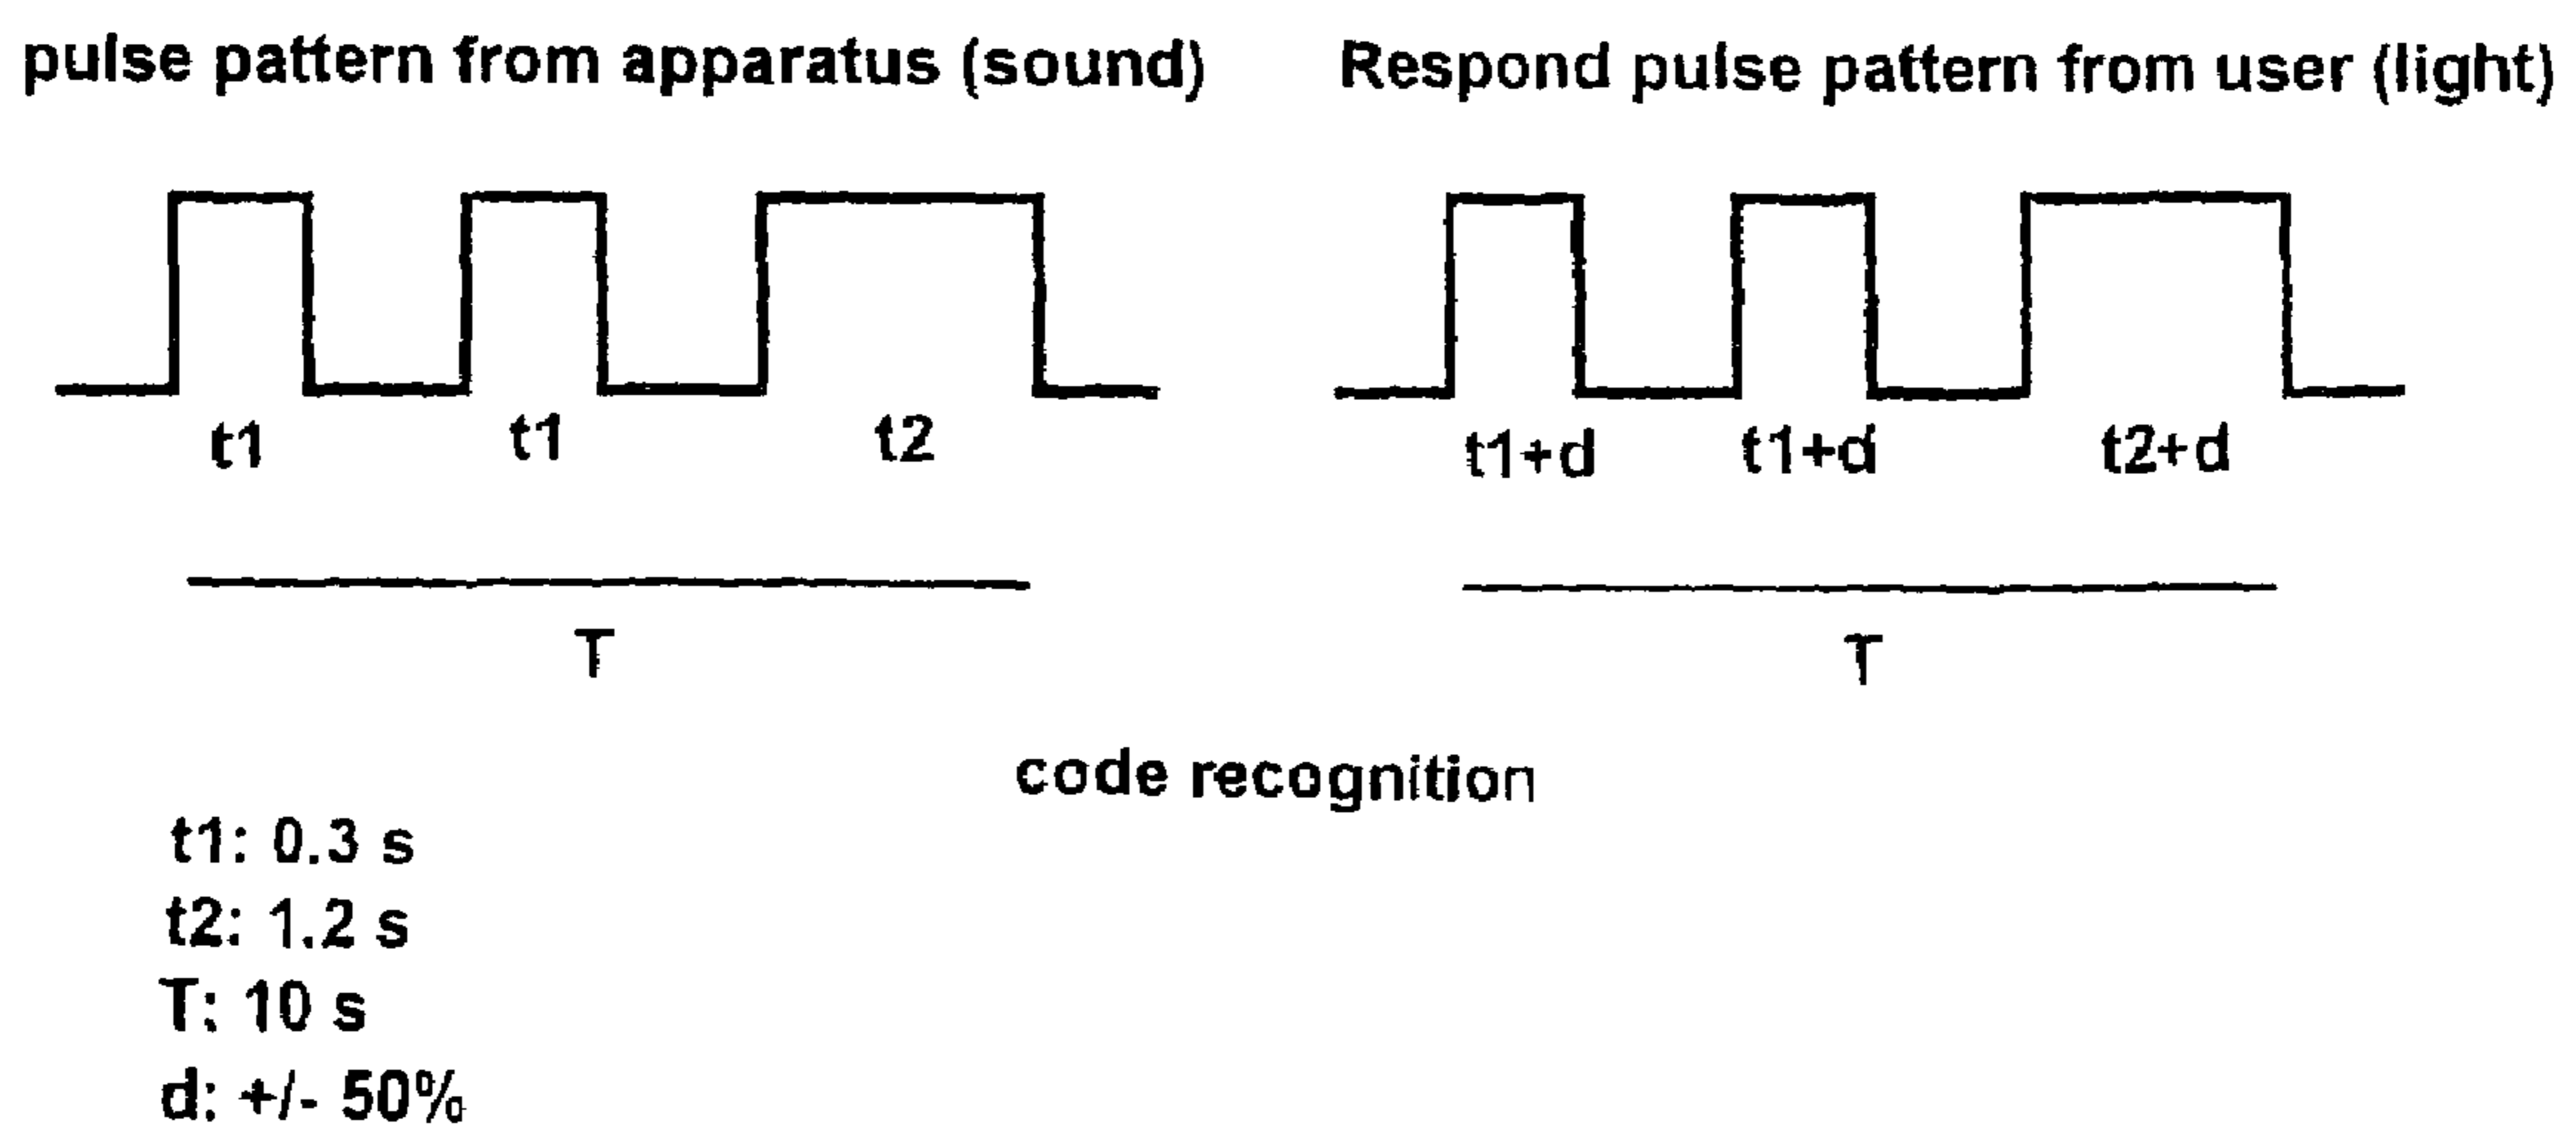 pulse pattern from apparatus (sound)
Respond pulse pattern from user (light)
t1
t1
t2
t1+d
t1+d
t2+d
T
T
code recognition
t1: 0.3 s
t2: 1.2 s
T: 10 s
d: +/- 50%